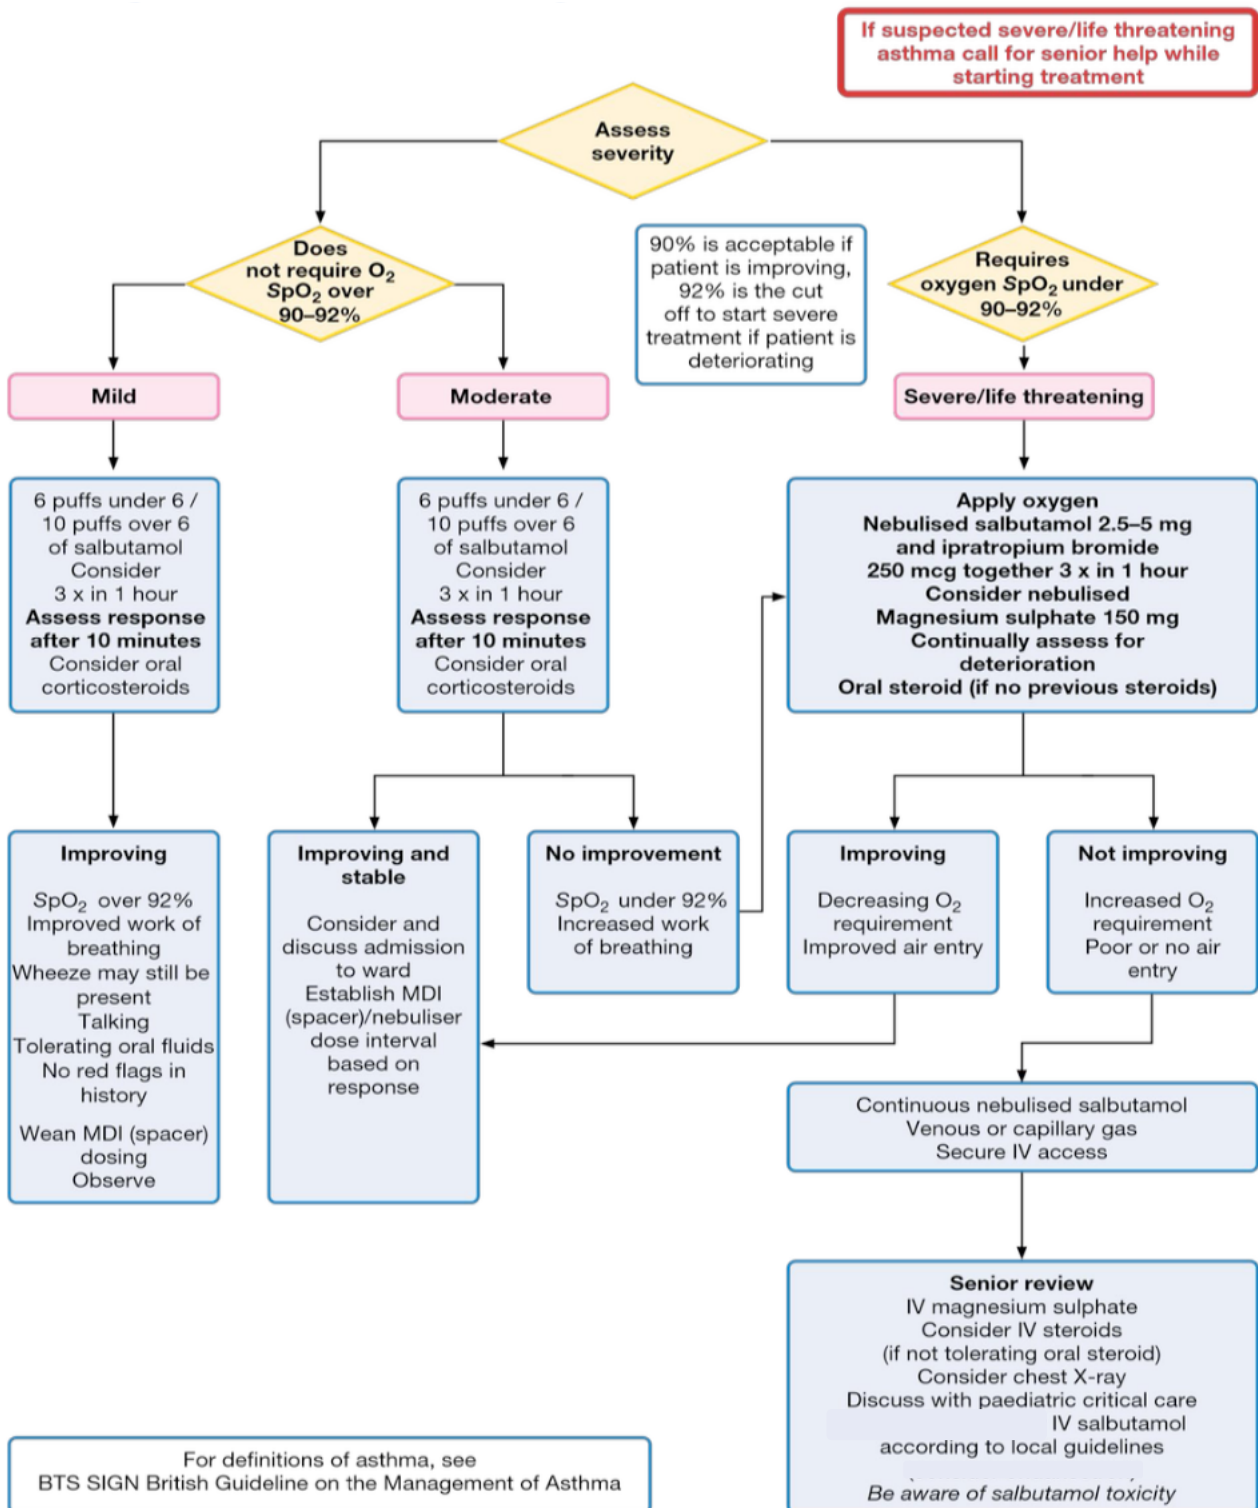 If suspected severe/life threatening
asthma call for senior help while
starting treatment
Assess
severity
Does
not require O₂
SpO₂ over
90–92%
90% is acceptable if
patient is improving,
92% is the cut
off to start severe
treatment if patient is
deteriorating
Requires
oxygen SpO₂ under
90–92%
Mild
Moderate
Severe/life threatening
6 puffs under 6 /
10 puffs over 6
of salbutamol
Consider
3 x in 1 hour
Assess response
after 10 minutes
Consider oral
corticosteroids
6 puffs under 6 /
10 puffs over 6
of salbutamol
Consider
3 x in 1 hour
Assess response
after 10 minutes
Consider oral
corticosteroids
Apply oxygen
Nebulised salbutamol 2.5–5 mg
and ipratropium bromide
250 mcg together 3 x in 1 hour
Consider nebulised
Magnesium sulphate 150 mg
Continually assess for
deterioration
Oral steroid (if no previous steroids)
Improving
SpO₂ over 92%
Improved work of
breathing
Wheeze may still be
present
Talking
Tolerating oral fluids
No red flags in
history
Wean MDI (spacer)
dosing
Observe
Improving and
stable
Consider and
discuss admission
to ward
Establish MDI
(spacer)/nebuliser
dose interval
based on
response
No improvement
SpO₂ under 92%
Increased work
of breathing
Improving
Decreasing O₂
requirement
Improved air entry
Not improving
Increased O₂
requirement
Poor or no air
entry
Continuous nebulised salbutamol
Venous or capillary gas
Secure IV access
Senior review
IV magnesium sulphate
Consider IV steroids
(if not tolerating oral steroid)
Consider chest X-ray
Discuss with paediatric critical care
IV salbutamol
according to local guidelines
Be aware of salbutamol toxicity
For definitions of asthma, see
BTS SIGN British Guideline on the Management of Asthma